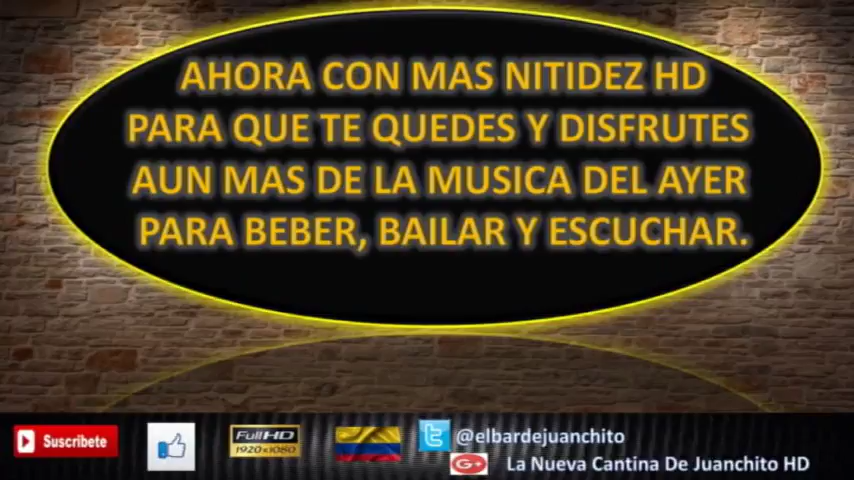 AHORA CON MAS NITIDEZ HD
PARA QUE TE QUEDES Y DISFRUTES
AUN MAS DE LA MUSICA DEL AYER
PARA BEBER, BAILAR Y ESCUCHAR.
Suscribete
FULL HD
1920x1080
@elbardejuanchito
G+
La Nueva Cantina De Juanchito HD